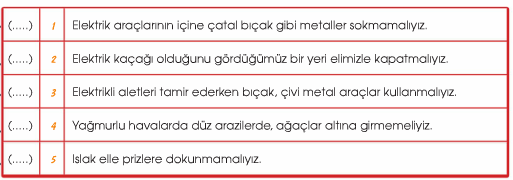 (.....) 1 Elektrik araçlarının içine çatal bıçak gibi metaller sokmamalıyız.
(.....) 2 Elektrik kaçağı olduğunu gördüğümüz bir yeri elimizle kapatmalıyız.
(.....) 3 Elektrikli aletleri tamir ederken bıçak, çivi metal araçlar kullanmalıyız.
(.....) 4 Yağmurlu havalarda düz arazilerde, ağaçlar altına girmemeliyiz.
(.....) 5 Islak elle prizlere dokunmamalıyız.